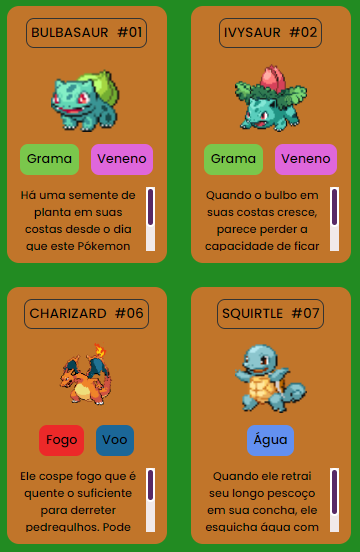 BULBASAUR #01
Grama Veneno
Há uma semente de
planta em suas
costas desde o dia
que este Pókemon
IVYSAUR #02
Grama Veneno
Quando o bulbo em
suas costas cresce,
parece perder a
capacidade de ficar
CHARIZARD #06
Fogo Voo
Ele cospe fogo que é
quente o suficiente
para derreter
pedregulhos. Pode
SQUIRTLE #07
Água
Quando ele retrai
seu longo pescoço
em sua concha, ele
esguicha água com